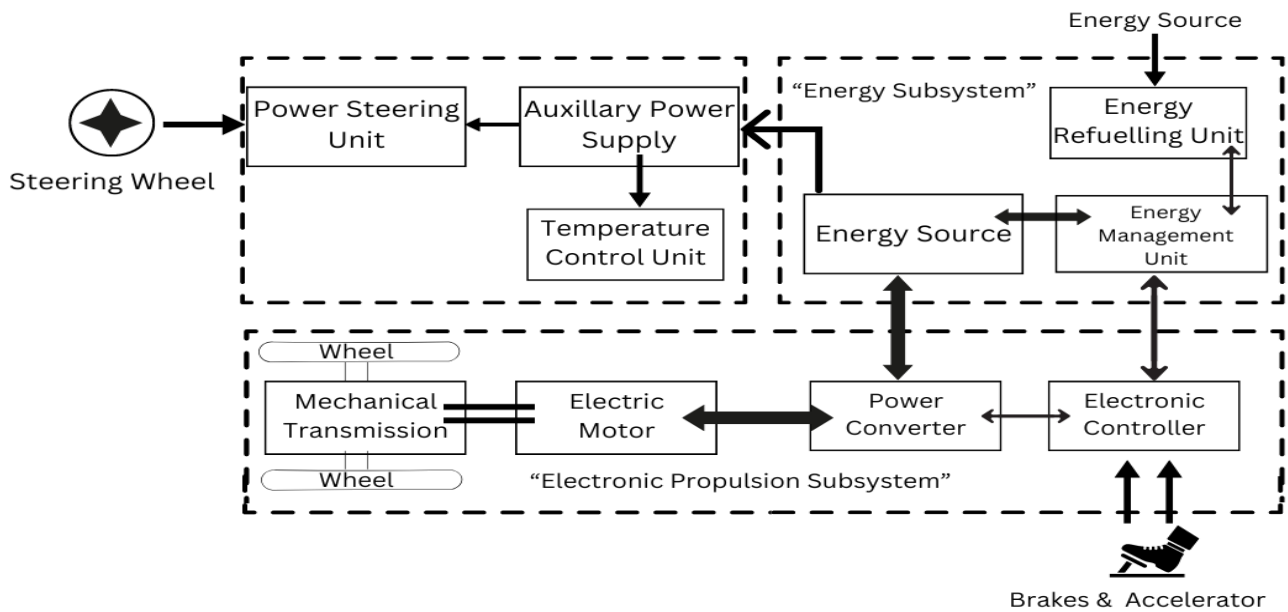 Energy Source
"Energy Subsystem"
Power Steering
Unit
Auxillary Power
Supply
Energy
Refuelling Unit
Steering Wheel
Temperature
Control Unit
Energy Source
Energy
Management
Unit
Wheel
Mechanical
Transmission
Electric
Motor
Power
Converter
Electronic
Controller
Wheel
“Electronic Propulsion Subsystem”
Brakes & Accelerator